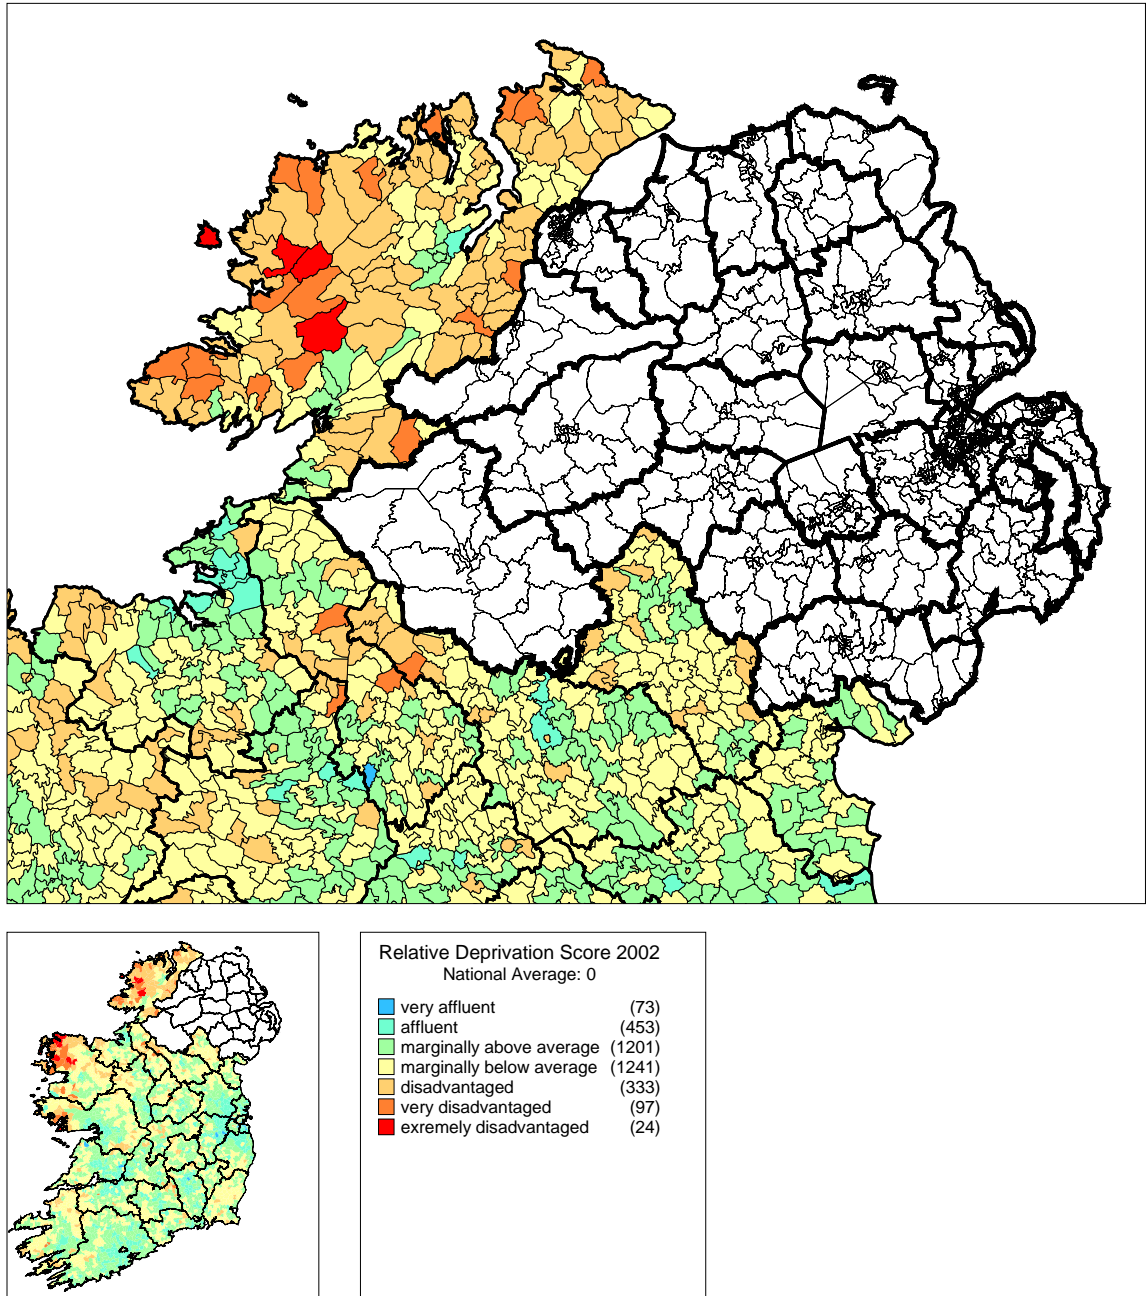 Relative Deprivation Score 2002
National Average: 0
very affluent (73)
affluent (453)
marginally above average (1201)
marginally below average (1241)
disadvantaged (333)
very disadvantaged (97)
exremely disadvantaged (24)